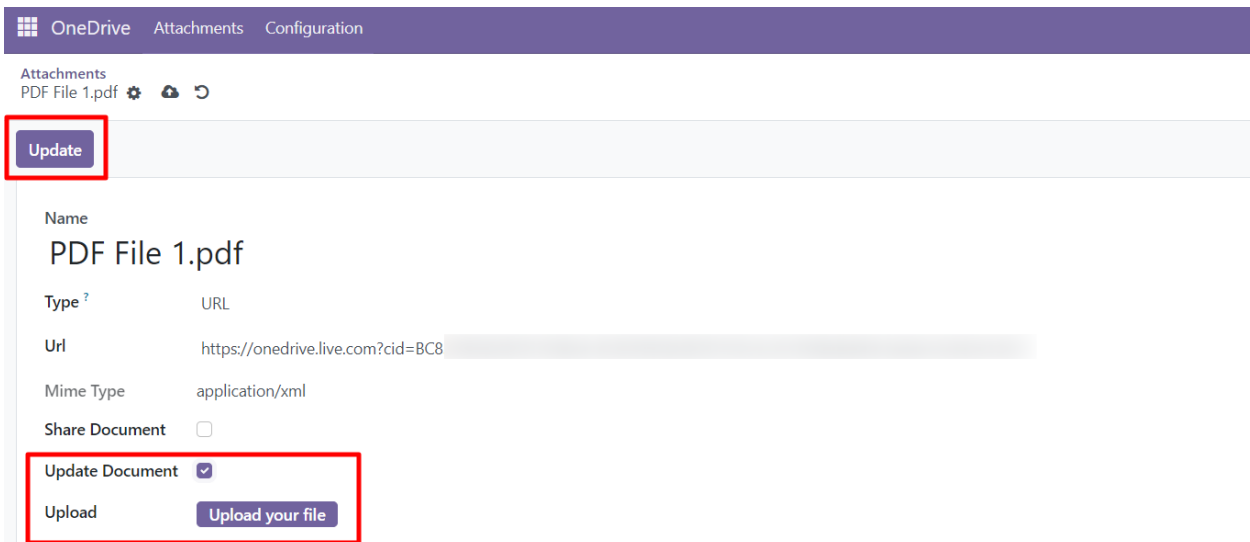 OneDrive Attachments Configuration
Attachments
PDF File 1.pdf
Update
Name
PDF File 1.pdf
Type ? URL
Url https://onedrive.live.com?cid=BC8
Mime Type application/xml
Share Document
Update Document
Upload Upload your file